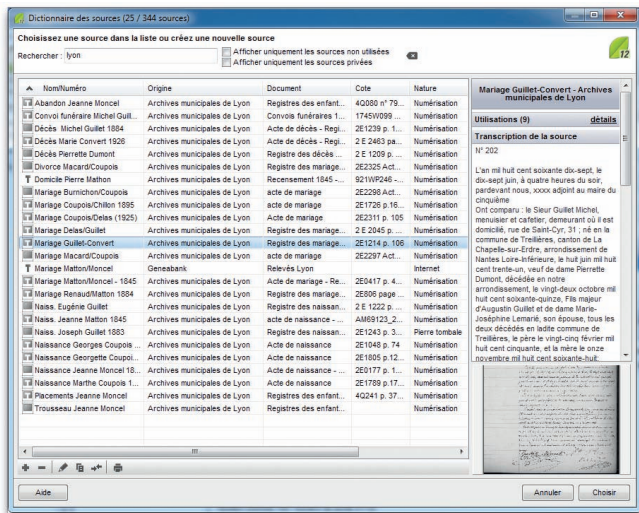 Dictionnaire des sources (25 / 344 sources)
Choisissez une source dans la liste ou créez une nouvelle source
Rechercher : lyon
Afficher uniquement les sources non utilisées
Afficher uniquement les sources privées
12
Nom/Numéro Origine Document Cote Nature
Abandon Jeanne Moncel Archives municipales de Lyon Registres des enfant... 4Q080 n° 79... Numérisation
Convoi funéraire Michel Guill... Archives municipales de Lyon Convois funéraires 1... 1745W099 ... Numérisation
Décès Michel Guillet 1884 Archives municipales de Lyon Acte de décès - Regi... 2E1239 p. 1... Numérisation
Décès Marie Convert 1926 Archives municipales de Lyon Acte de décès - Regi... 2 E 2463 pa... Numérisation
Décès Pierrette Dumont Archives municipales de Lyon Registre des décès ... 2 E 1209 p. ... Numérisation
Divorce Macard/Coupois Archives municipales de Lyon Registre des mariage... 2E2325 Act... Numérisation
Domicile Pierre Mathon Archives municipales de Lyon Recensement 1845 -... 921WP246 -... Numérisation
Mariage Burnichon/Coupois Archives municipales de Lyon acte de mariage 2E2298 Act... Numérisation
Mariage Coupois/Chillon 1895 Archives municipales de Lyon acte de mariage 2E1726 p.16... Numérisation
Mariage Coupois/Delas (1925) Archives municipales de Lyon Acte de mariage 2E2311 p. 105 Numérisation
Mariage Delas/Guillet Archives municipales de Lyon Registre des mariage... 2 E 2045 p. ... Numérisation
Mariage Guillet-Convert Archives municipales de Lyon Registre des mariage... 2E1214 p. 106 Numérisation
Mariage Macard/Coupois Archives municipales de Lyon acte de mariage 2E2297 Act... Numérisation
Mariage Matton/Moncel Geneabank Relevés Lyon Internet
Mariage Matton/Moncel - 1845 Archives municipales de Lyon Acte de mariage - Re... 2E0417 p. 4... Numérisation
Mariage Renaud/Matton 1884 Archives municipales de Lyon Registre des mariage... 2E806 page ... Numérisation
Naiss. Eugénie Guillet Archives municipales de Lyon Registre des naissan... 2 E 1222 p. ... Numérisation
Naiss. Jeanne Matton 1845 Archives municipales de Lyon acte de naissance - ... AM69123_2... Numérisation
Naiss. Joseph Guillet 1883 Archives municipales de Lyon Registre des naissan... 2E1243 p. 3... Pierre tombale
Naissance Georges Coupois ... Archives municipales de Lyon Acte de naissance 2E1048 p. 74 Numérisation
Naissance Georgette Coupoi... Archives municipales de Lyon Acte de naissance 2E1805 p.12... Numérisation
Naissance Jeanne Moncel 18... Archives municipales de Lyon Acte de naissance - ... 2E0177 p. 1... Numérisation
Naissance Marthe Coupois 1... Archives municipales de Lyon Acte de naissance 2E1789 p.17... Numérisation
Placements Jeanne Moncel Archives municipales de Lyon Registres des enfant... 4Q241 p. 37... Numérisation
Trousseau Jeanne Moncel Archives municipales de Lyon Registres des enfant... Numérisation
Mariage Guillet-Convert - Archives
municipales de Lyon
Utilisations (9) détails
Transcription de la source
N° 202
L'an mil huit cent soixante dix-sept, le
dix-sept juin, à quatre heures du soir,
pardevant nous, xxxx adjoint au maire du
cinquième
Ont comparu : le Sieur Guillet Michel,
menuisier et cafetier, demeurant où il est
domicilié, rue de Saint-Cyr, 31 ; né en la
commune de Treillières, canton de La
Chapelle-sur-Erdre, arrondissement de
Nantes Loire-Inférieure, le huit juin mil huit
cent trente-un, veuf de dame Pierrette
Dumont, décédée en notre
arrondissement, le vingt-deux octobre mil
huit cent soixante-quinze, Fils majeur
d'Augustin Guillet et de dame Marie-
Joséphine Lemarié, son épouse, tous les
deux décédés en ladite commune de
Treillières, le père le vingt-cinq février mil
huit cent cinquante, et la mère le onze
novembre mil huit cent soixante-huit;
Aide Annuler Choisir